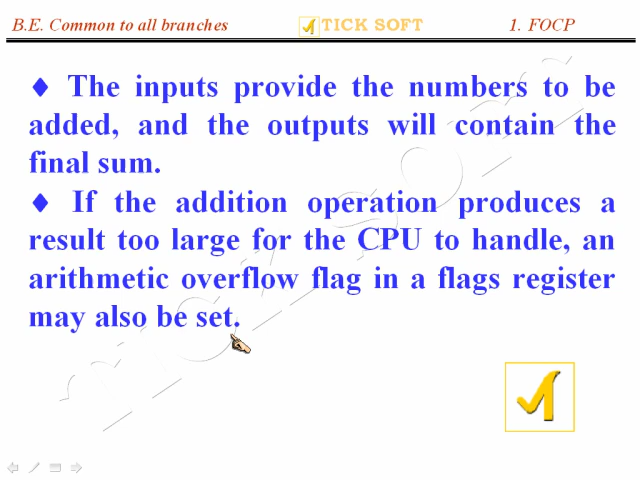 B.E. Common to all branches TICK SOFT 1. FOCP
♦ The inputs provide the numbers to be
added, and the outputs will contain the
final sum.
♦ If the addition operation produces a
result too large for the CPU to handle, an
arithmetic overflow flag in a flags register
may also be set.